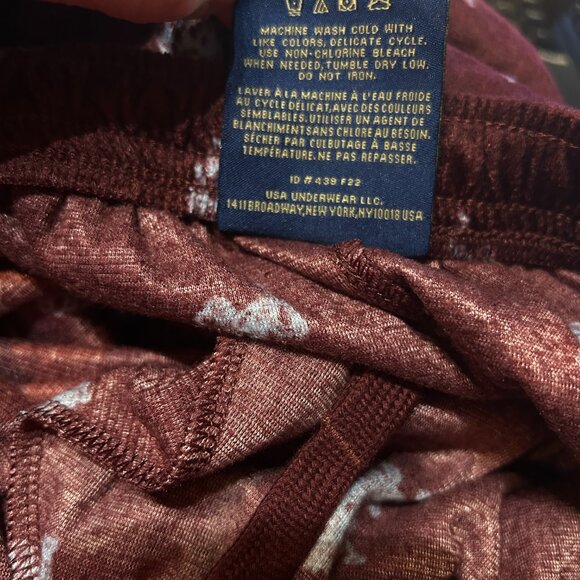 MACHINE WASH COLD WITH
LIKE COLORS, DELICATE CYCLE.
USE NON-CHLORINE BLEACH
WHEN NEEDED, TUMBLE DRY LOW.
DO NOT IRON.
LAVER À LA MACHINE À L'EAU FROIDE
AU CYCLE DÉLICAT, AVEC DES COULEURS
SEMBLABLES. UTILISER UN AGENT DE
BLANCHIMENT SANS CHLORE AU BESOIN.
SÉCHER PAR CULBUTAGE À BASSE
TEMPÉRATURE. NE PAS REPASSER.
ID # 439 F22
USA UNDERWEAR LLC.
1411 BROADWAY, NEW YORK, NY 10018 USA